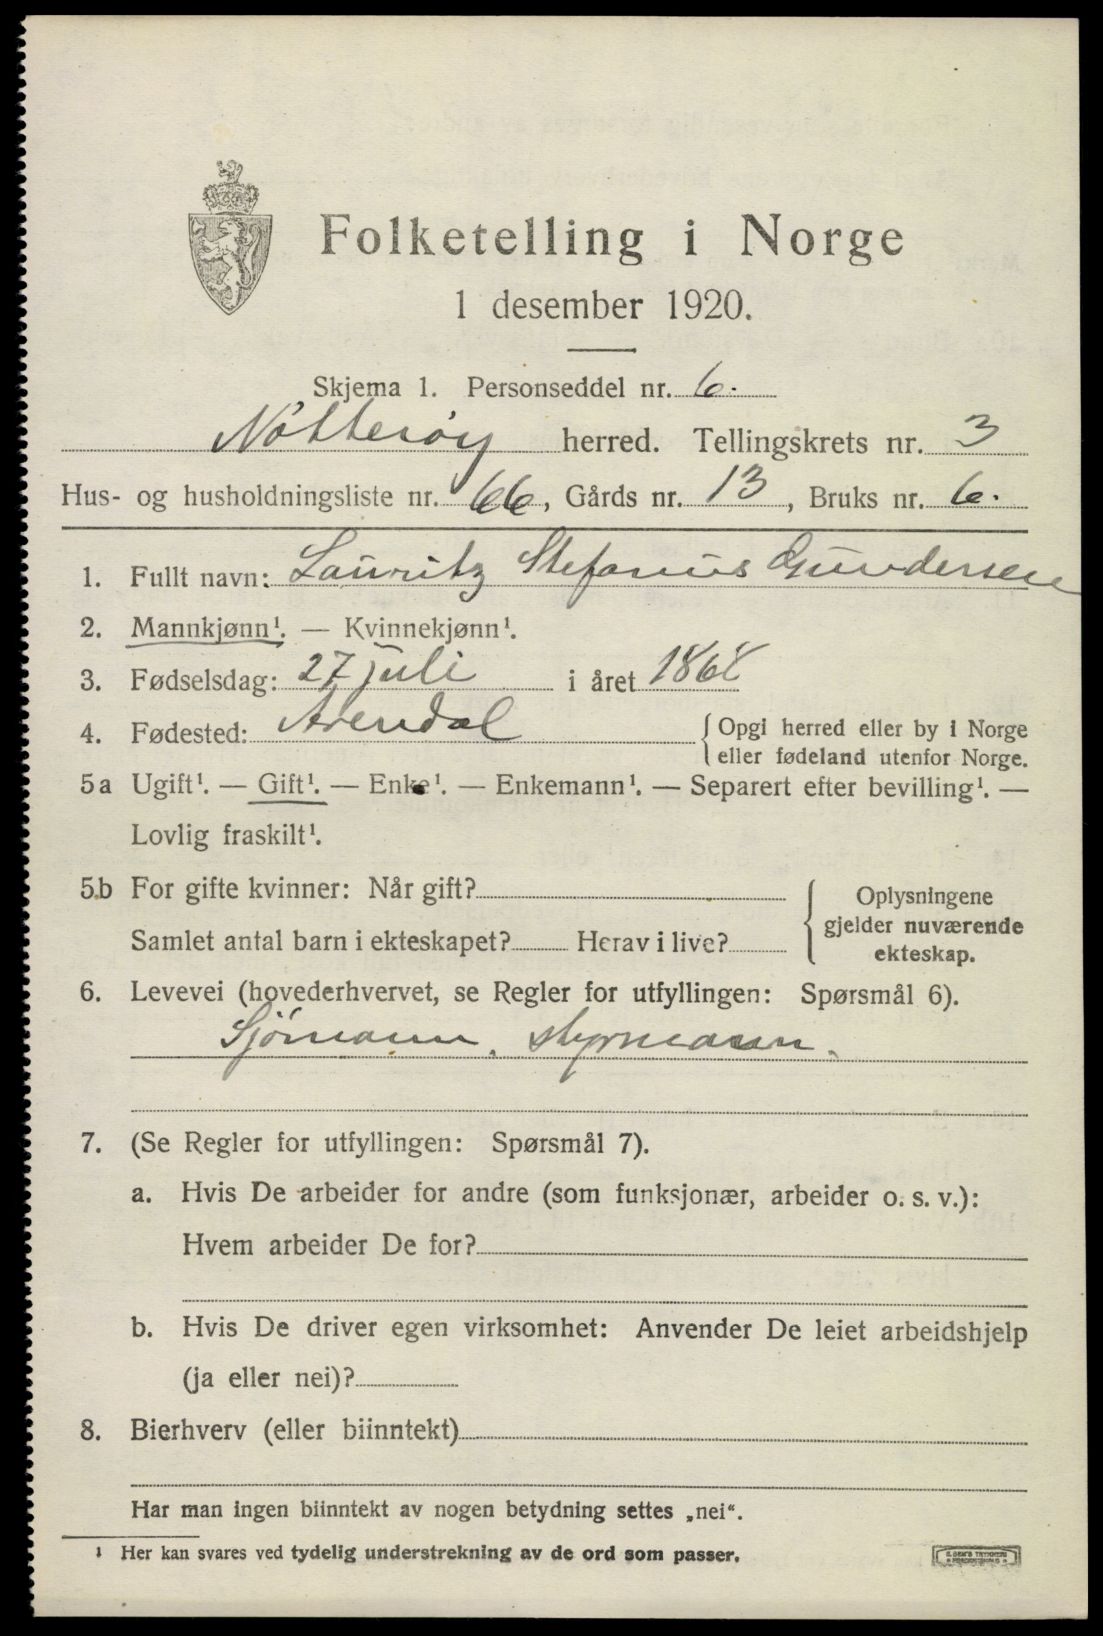 Folketelling i Norge
1 desember 1920.
Skjema 1. Personseddel nr. 6.
Nötterøy herred. Tellingskrets nr. 3
Hus- og husholdningsliste nr. 66, Gårds nr. 13, Bruks nr. 6.
1. Fullt navn: Lauritz Stefanus Gundersen
2. Mannkjønn¹. — Kvinnekjønn¹.
3. Fødselsdag: 27 juli i året 1868
4. Fødested: Arendal { Opgi herred eller by i Norge
eller fødeland utenfor Norge.
5a Ugift¹. — Gift¹. — Enke¹. — Enkemann¹. — Separert efter bevilling¹. —
Lovlig fraskilt¹.
5b For gifte kvinner: Når gift?
Samlet antal barn i ekteskapet? Herav i live?
{ Oplysningene
gjelder nuværende
ekteskap.
6. Levevei (hovederhvervet, se Regler for utfyllingen: Spørsmål 6).
Sjömann, styrmann.
7. (Se Regler for utfyllingen: Spørsmål 7).
a. Hvis De arbeider for andre (som funksjonær, arbeider o. s. v.):
Hvem arbeider De for?
b. Hvis De driver egen virksomhet: Anvender De leiet arbeidshjelp
(ja eller nei)?
8. Bierhverv (eller biinntekt)
Har man ingen biinntekt av nogen betydning settes „nei“.
¹ Her kan svares ved tydelig understrekning av de ord som passer.